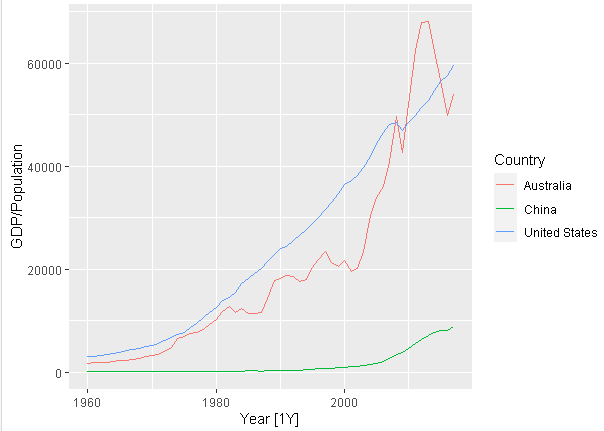 GDP/Population
60000
40000
20000
0
1960
1980
2000
Year [1Y]
Country
Australia
China
United States